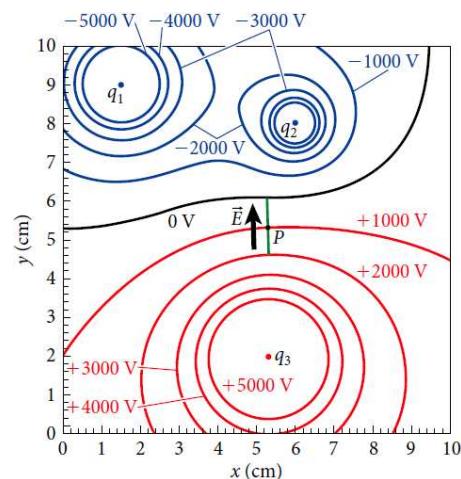 −5000 V −4000 V −3000 V
−1000 V
10
9
8
7
6
5
4
3
2
1
0
q1
q2
−2000 V
0 V
E⃗
P
+1000 V
+2000 V
q3
+3000 V
+5000 V
+4000 V
0 1 2 3 4 5 6 7 8 9 10
x (cm)
y (cm)